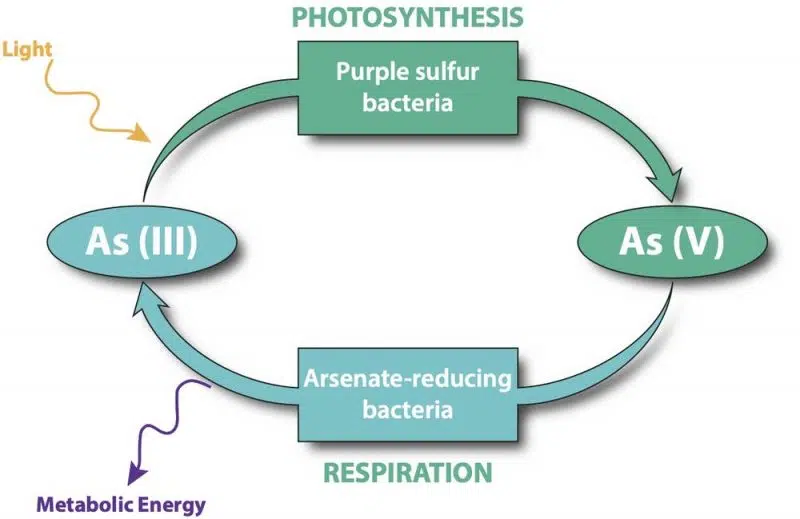 PHOTOSYNTHESIS
Light
Purple sulfur
bacteria
As (III)
As (V)
Arsenate-reducing
bacteria
RESPIRATION
Metabolic Energy